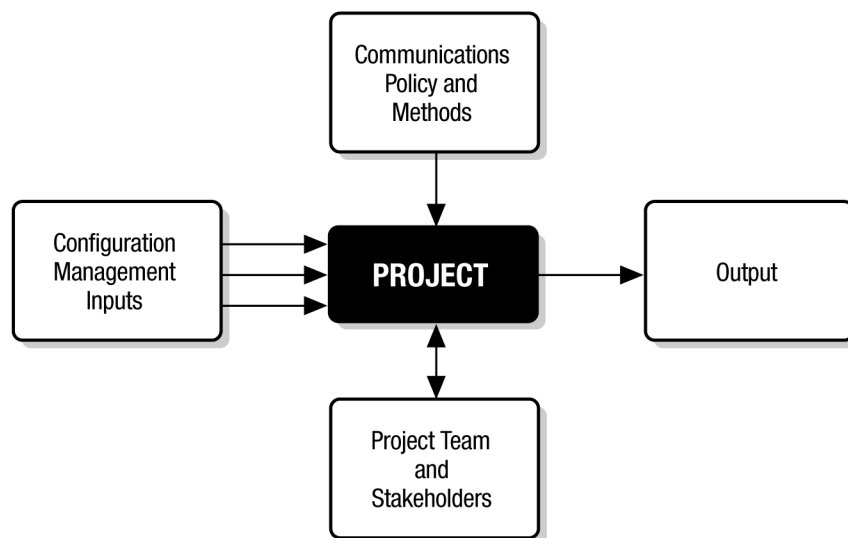 Communications
Policy and
Methods
Configuration
Management
Inputs
PROJECT
Output
Project Team
and
Stakeholders